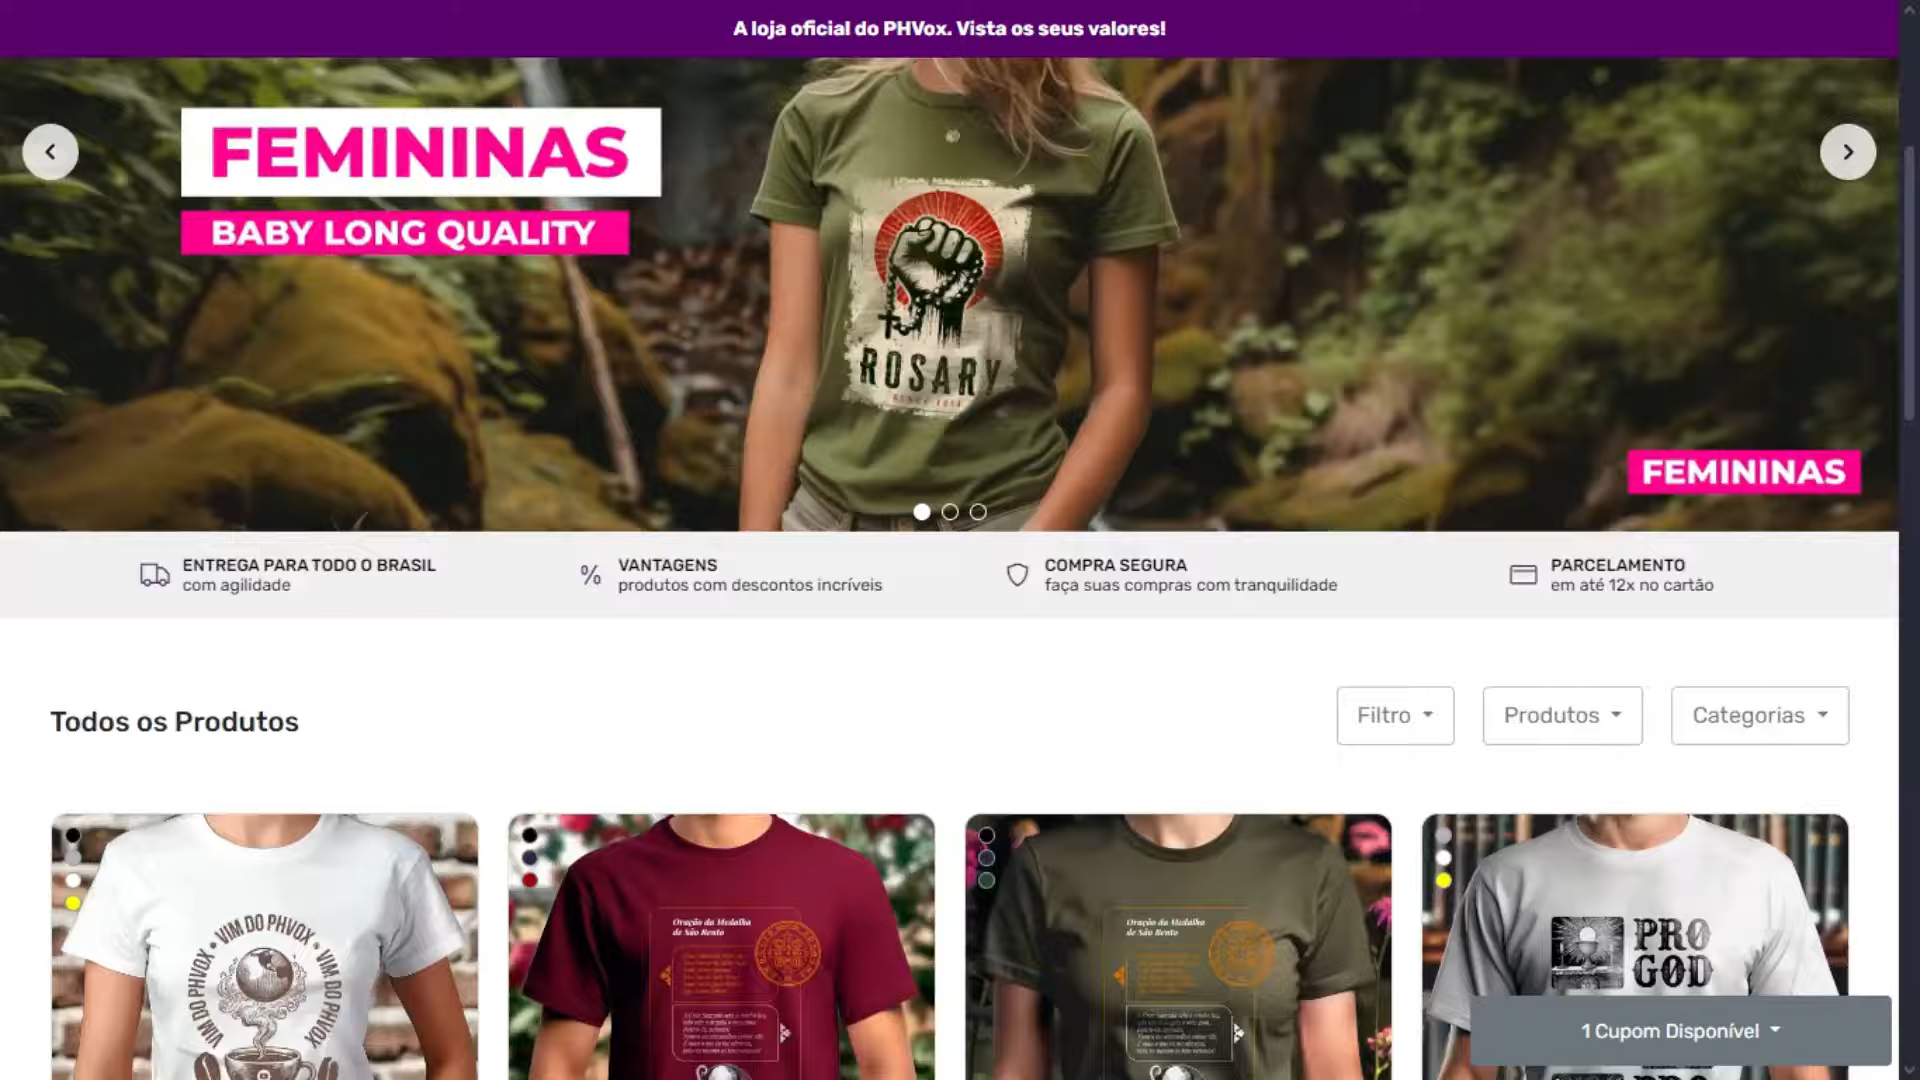 A loja oficial do PHVox. Vista os seus valores!
FEMININAS
BABY LONG QUALITY
ROSARY
FEMININAS
ENTREGA PARA TODO O BRASIL
com agilidade
VANTAGENS
produtos com descontos incríveis
COMPRA SEGURA
faça suas compras com tranquilidade
PARCELAMENTO
em até 12x no cartão
Todos os Produtos
Filtro
Produtos
Categorias
VIM DO PHVOX • VIM DO PHVOX • VIM DO PHVOX
Oração da Medalha
de São Bento
Oração da Medalha
de São Bento
PRO
GOD
1 Cupom Disponível